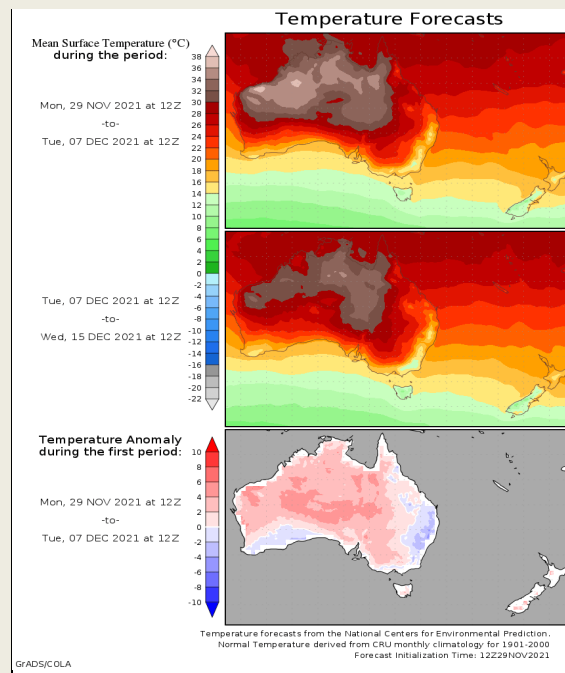 Temperature Forecasts
Mean Surface Temperature (°C)
during the period:
Mon, 29 NOV 2021 at 12Z
-to-
Tue, 07 DEC 2021 at 12Z
38
36
34
32
30
28
26
24
22
20
18
16
14
12
10
8
6
4
2
0
-2
-4
-6
-8
-10
-12
-14
-16
-18
-20
-22
Tue, 07 DEC 2021 at 12Z
-to-
Wed, 15 DEC 2021 at 12Z
Temperature Anomaly
during the first period:
Mon, 29 NOV 2021 at 12Z
-to-
Tue, 07 DEC 2021 at 12Z
10
8
6
4
2
0
-2
-4
-6
-8
-10
Temperature forecasts from the National Centers for Environmental Prediction.
Normal Temperature derived from CRU monthly climatology for 1901-2000
Forecast Initialization Time: 12Z29NOV2021
GrADS/COLA